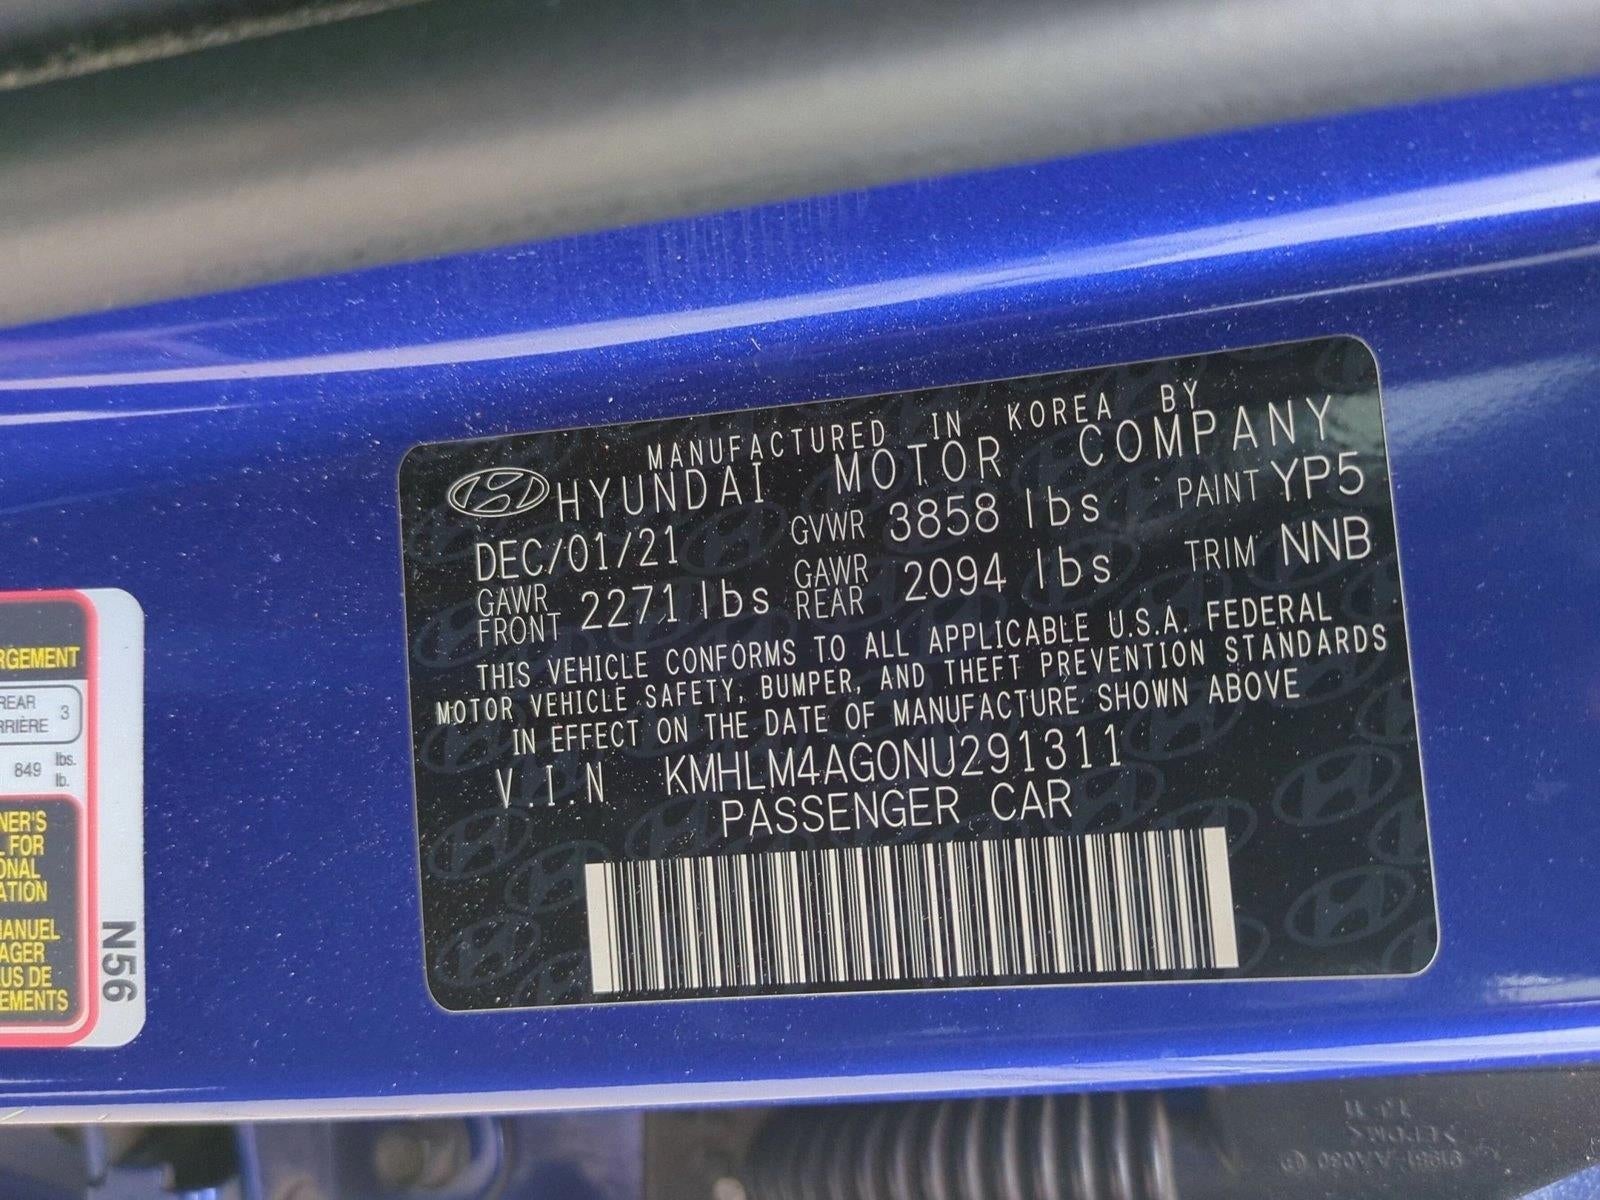 MANUFACTURED IN KOREA BY
HYUNDAI MOTOR COMPANY
DEC/01/21 GVWR 3858 lbs PAINT YP5
GAWR FRONT 2271 lbs GAWR REAR 2094 lbs TRIM NNB
THIS VEHICLE CONFORMS TO ALL APPLICABLE U.S.A. FEDERAL
MOTOR VEHICLE SAFETY, BUMPER, AND THEFT PREVENTION STANDARDS
IN EFFECT ON THE DATE OF MANUFACTURE SHOWN ABOVE
V.I.N KMHLM4AG0NU291311
PASSENGER CAR
RGEMENT
REAR
RRIÈRE 3
849 lbs.
lb.
NER'S
L FOR
ONAL
ATION
MANUEL
AGER
US DE
EMENTS
N56